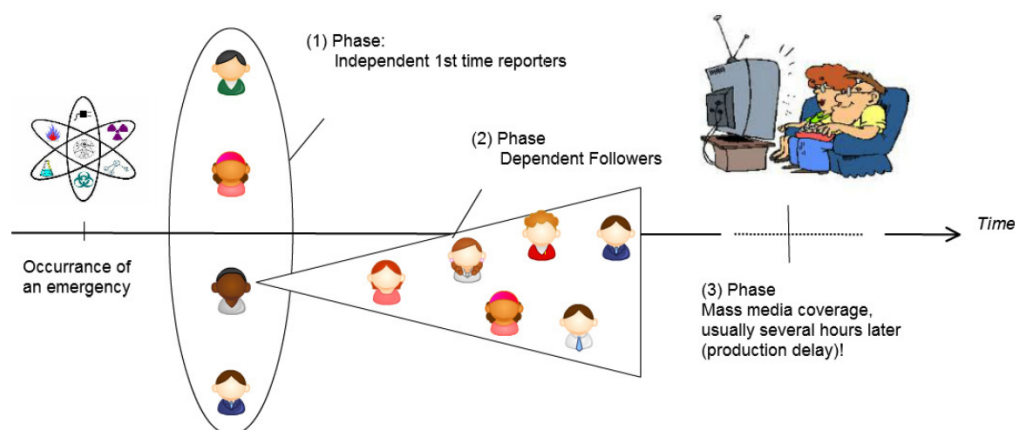 (1) Phase:
Independent 1st time reporters
(2) Phase
Dependent Followers
Time
Occurrance of
an emergency
(3) Phase
Mass media coverage,
usually several hours later
(production delay)!